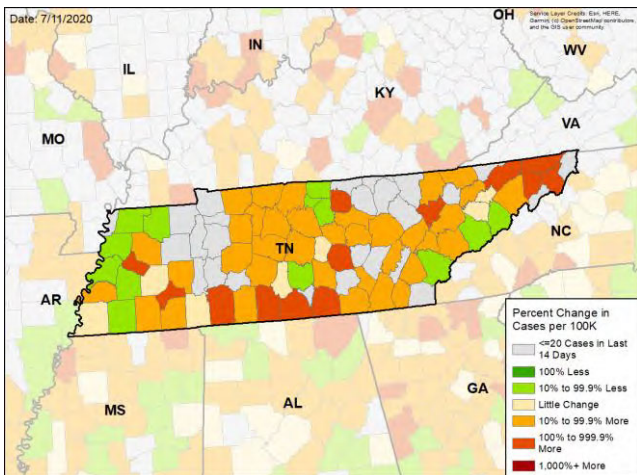 Date: 7/11/2020
Service Layer Credits: Esri, HERE,
Garmin, (c) OpenStreetMap contributors,
and the GIS user community
OH
IN
WV
IL
KY
MO
VA
TN
NC
AR
MS
AL
GA
Percent Change in
Cases per 100K
<=20 Cases in Last
14 Days
100% Less
10% to 99.9% Less
Little Change
10% to 99.9% More
100% to 999.9%
More
1,000%+ More